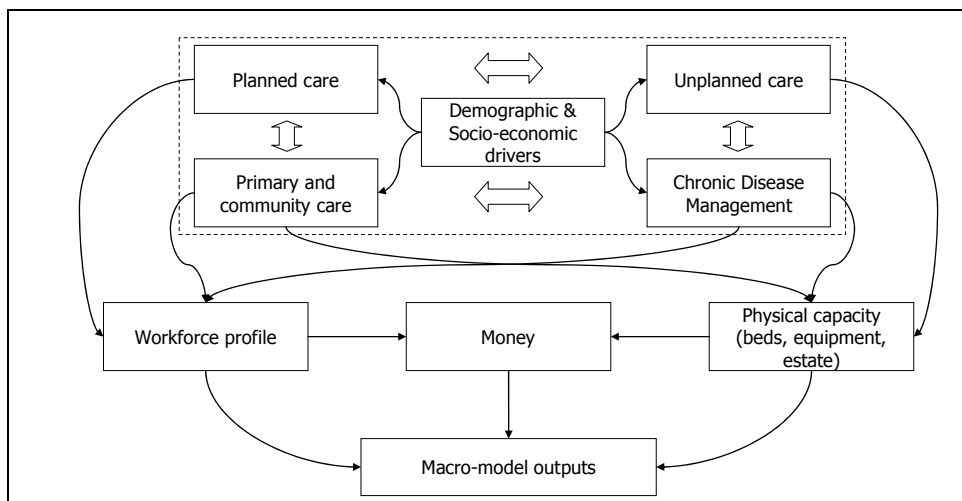 Planned care
Unplanned care
Demographic &
Socio-economic
drivers
Primary and
community care
Chronic Disease
Management
Workforce profile
Money
Physical capacity
(beds, equipment,
estate)
Macro-model outputs